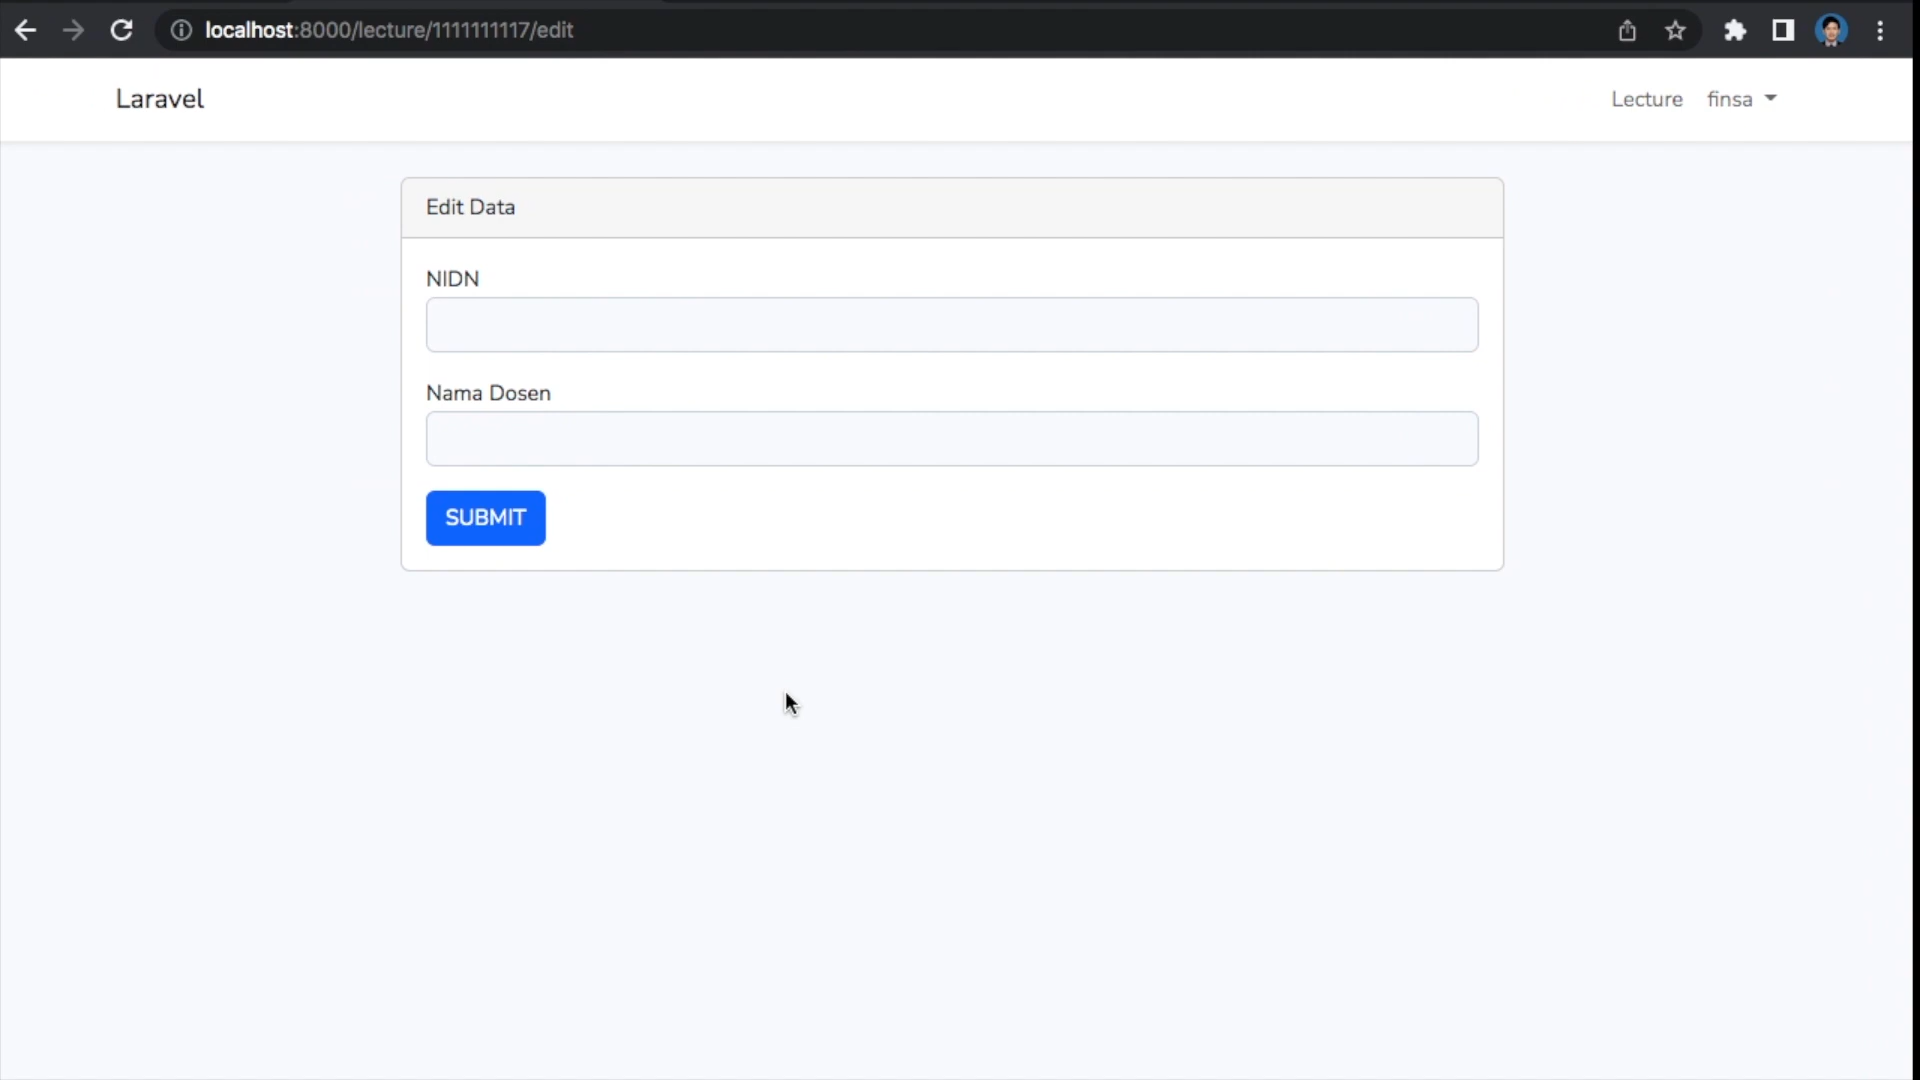 localhost:8000/lecture/1111111117/edit
Laravel
Lecture
finsa
Edit Data
NIDN
Nama Dosen
SUBMIT